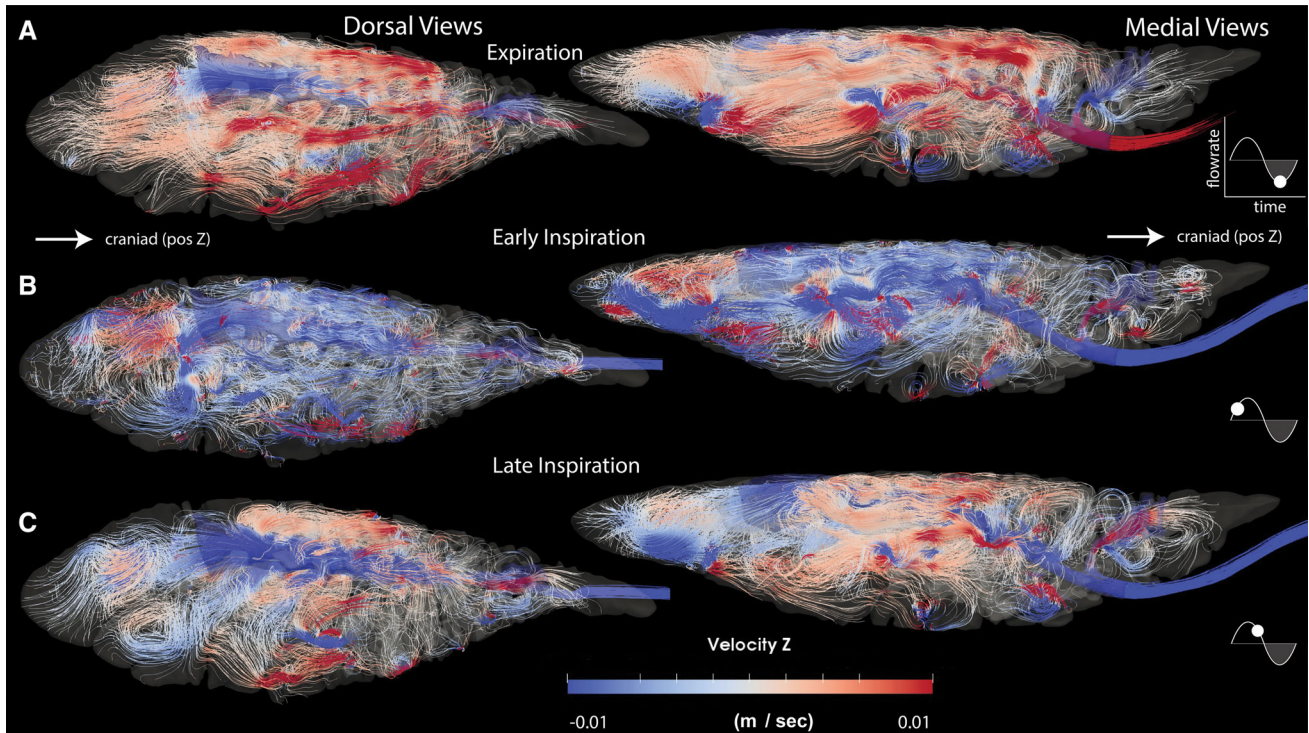 A
Dorsal Views
Medial Views
Expiration
flowrate
time
craniad (pos Z)
Early Inspiration
craniad (pos Z)
B
Late Inspiration
C
Velocity Z
-0.01
(m / sec)
0.01